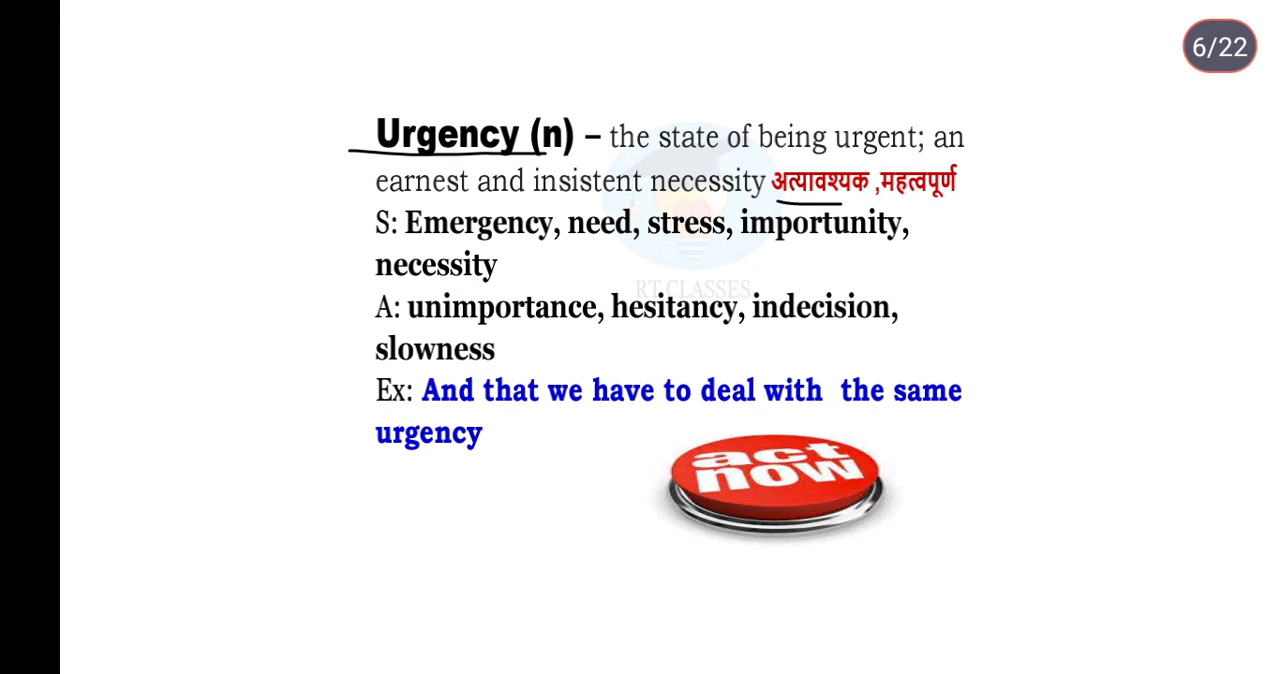 6/22
Urgency (n) – the state of being urgent; an
earnest and insistent necessity अत्यावश्यक ,महत्वपूर्ण
S: Emergency, need, stress, importunity,
necessity
RT CLASSES
A: unimportance, hesitancy, indecision,
slowness
Ex: And that we have to deal with the same
urgency
act
now